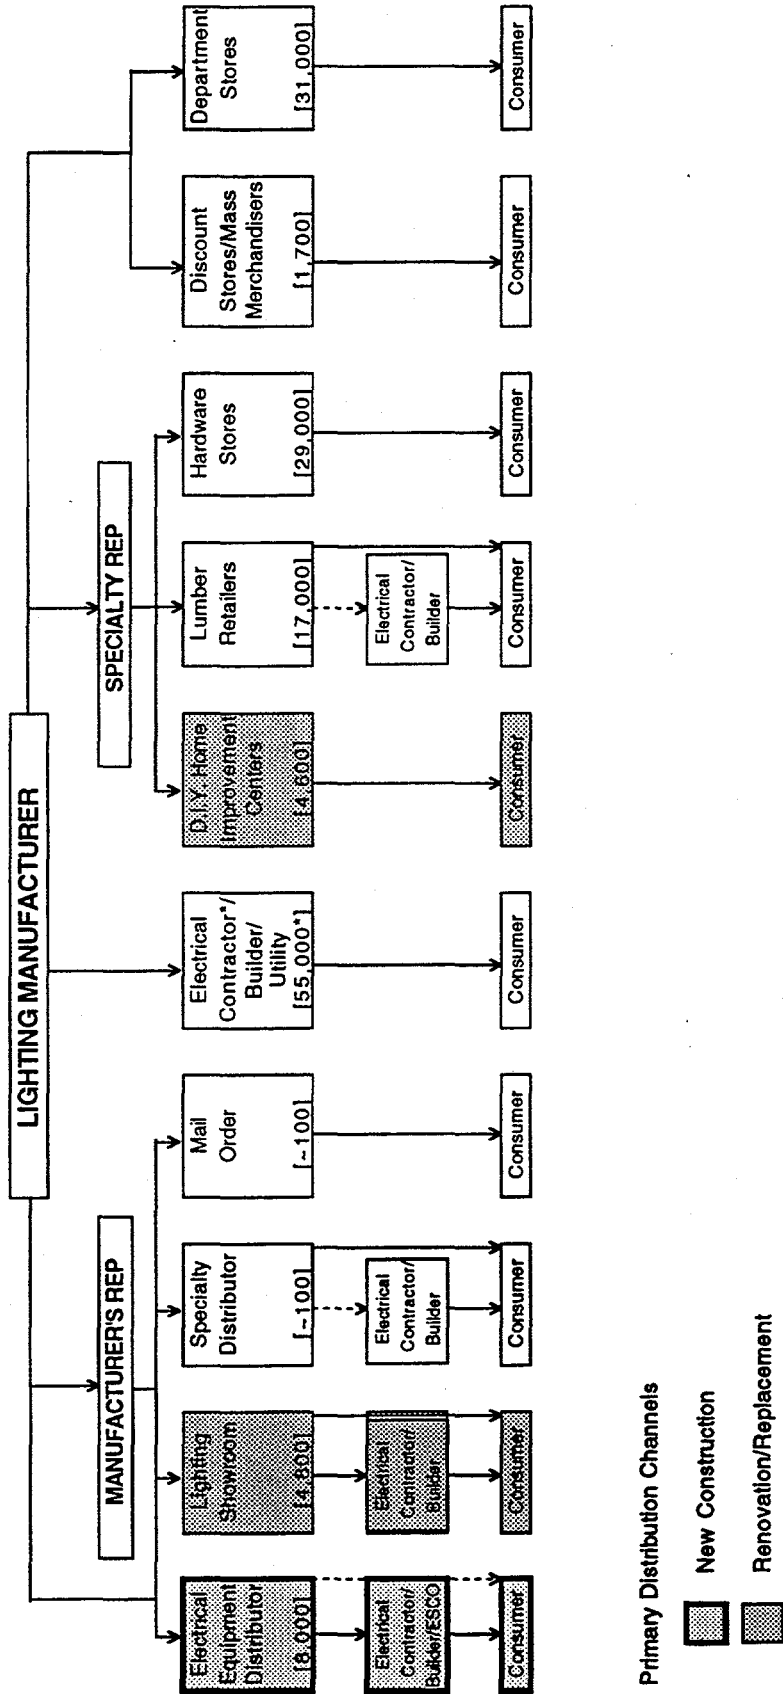 LIGHTING MANUFACTURER
MANUFACTURER'S REP
SPECIALTY REP
Electrical
Equipment
Distributor
[8,000]
Lighting
Showroom
[4,800]
Specialty
Distributor
[~100]
Mail
Order
[~100]
Electrical
Contractor*/
Builder/
Utility
[55,000*]
D.I.Y. Home
Improvement
Centers
[4,600]
Lumber
Retailers
[17,000]
Hardware
Stores
[29,000]
Discount
Stores/Mass
Merchandisers
[1,700]
Department
Stores
[31,000]
Electrical
Contractor/
Builder/ESCO
Electrical
Contractor/
Builder
Electrical
Contractor/
Builder
Electrical
Contractor/
Builder
Consumer
Consumer
Consumer
Consumer
Consumer
Consumer
Consumer
Consumer
Consumer
Consumer
Primary Distribution Channels
New Construction
Renovation/Replacement